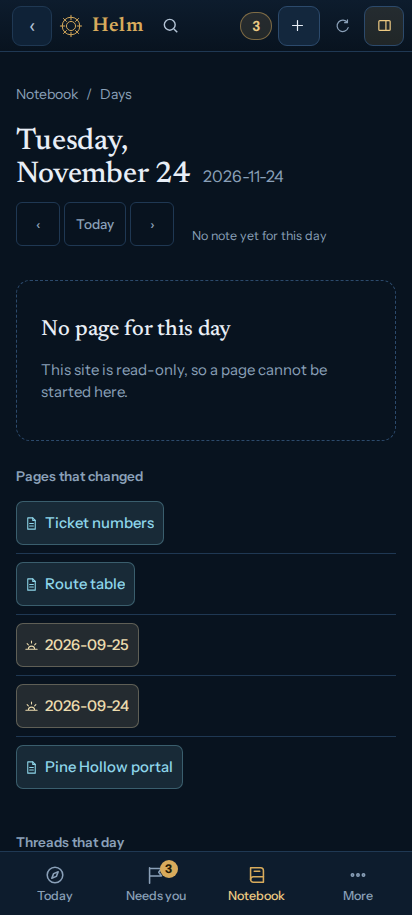 ‹ Helm 3 +
Notebook / Days
Tuesday,
November 24 2026-11-24
‹ Today › No note yet for this day
No page for this day
This site is read-only, so a page cannot be
started here.
Pages that changed
Ticket numbers
Route table
2026-09-25
2026-09-24
Pine Hollow portal
Threads that day
3
Today Needs you Notebook More